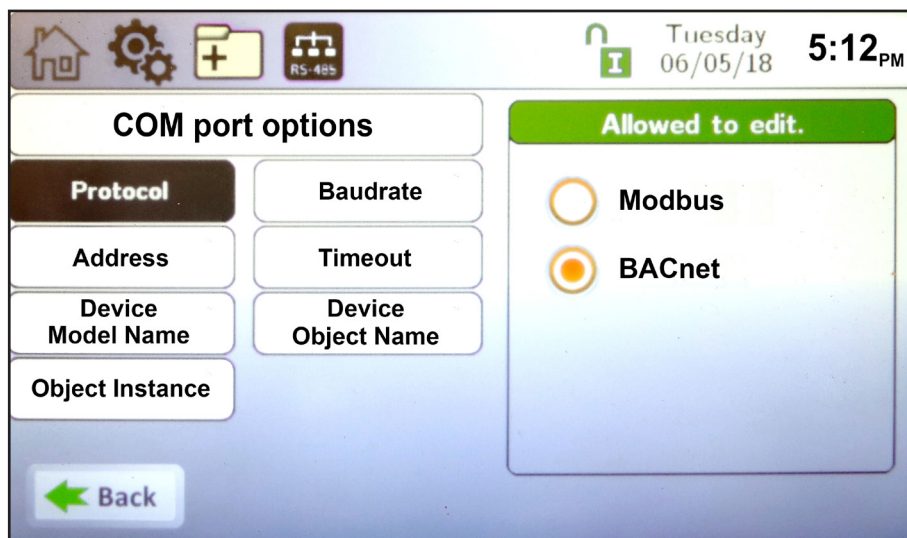 RS-485
I
Tuesday
06/05/18
5:12PM
COM port options
Allowed to edit.
Protocol
Baudrate
Address
Timeout
Device
Model Name
Device
Object Name
Object Instance
Modbus
BACnet
Back